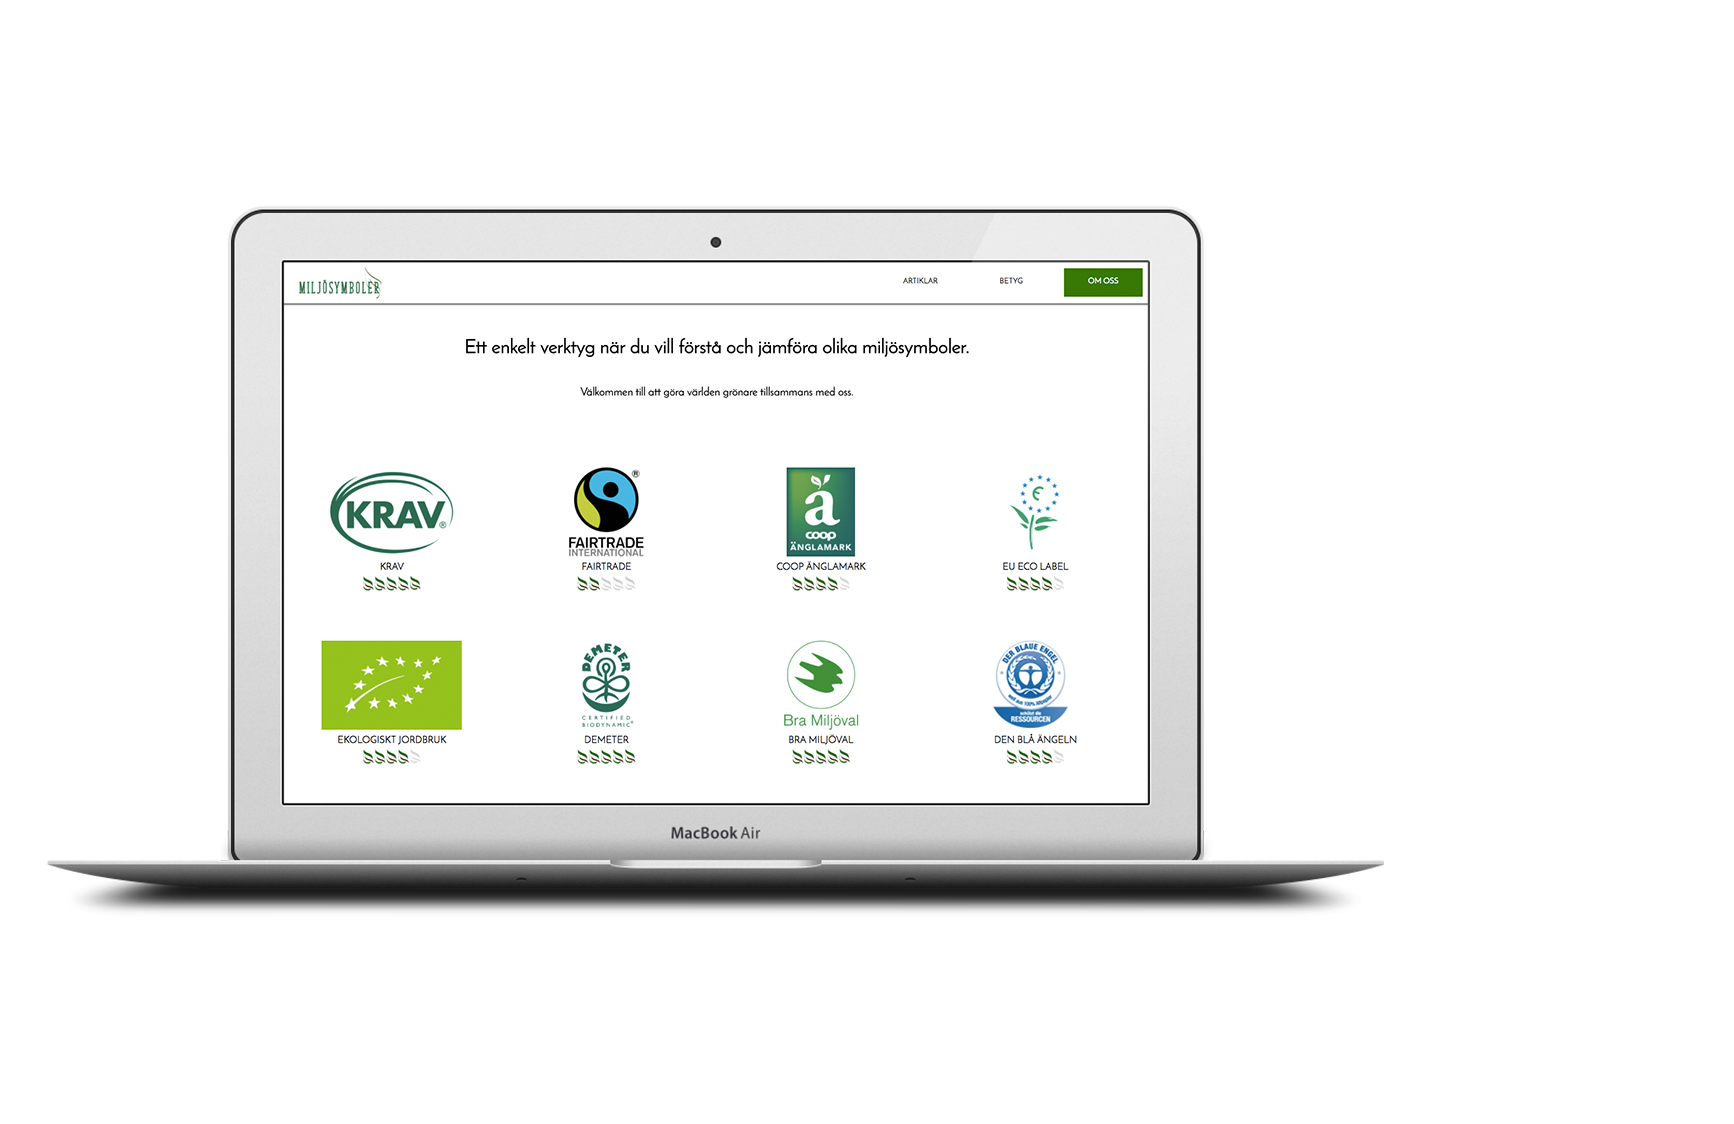 MILJÖSYMBOLER
ARTIKLAR
BETYG
OM OSS
Ett enkelt verktyg när du vill förstå och jämföra olika miljösymboler.
Välkommen till att göra världen grönare tillsammans med oss.
KRAV®
KRAV
®
FAIRTRADE
INTERNATIONAL
FAIRTRADE
å
coop
ÄNGLAMARK
COOP ÄNGLAMARK
EU ECO LABEL
EKOLOGISKT JORDBRUK
DEMETER
CERTIFIED
BIODYNAMIC®
DEMETER
Bra Miljöval
BRA MILJÖVAL
DER BLAUE ENGEL
schützt die
RESSOURCEN
DEN BLÅ ÄNGELN
MacBook Air